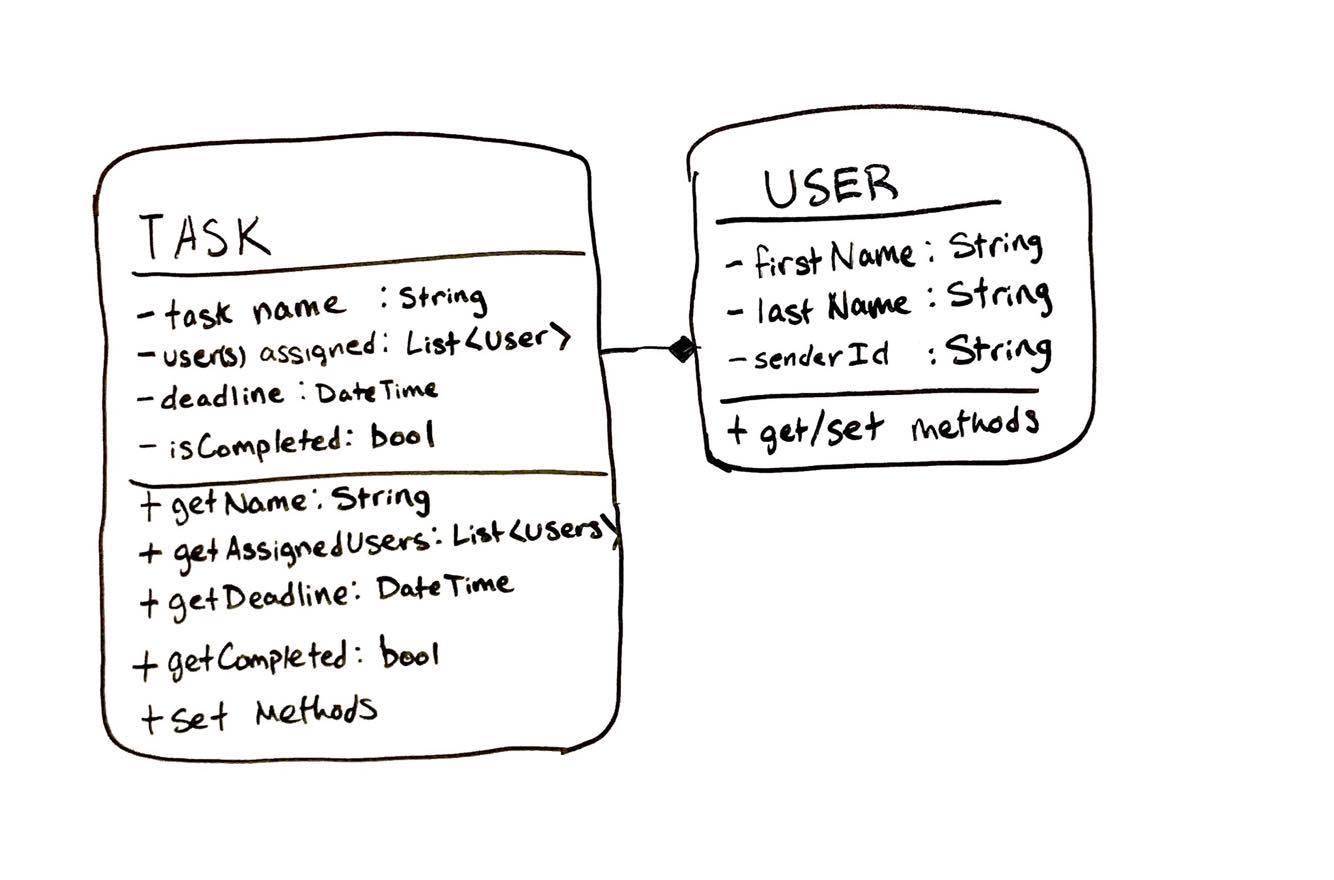 TASK
- task name : String
- user(s) assigned: List<User>
- deadline : DateTime
- isCompleted: bool
+ getName: String
+ getAssignedUsers: List<Users>
+ getDeadline: DateTime
+ getCompleted: bool
+ set methods
USER
- firstName: String
- last Name: String
- senderId : String
+ get/set methods